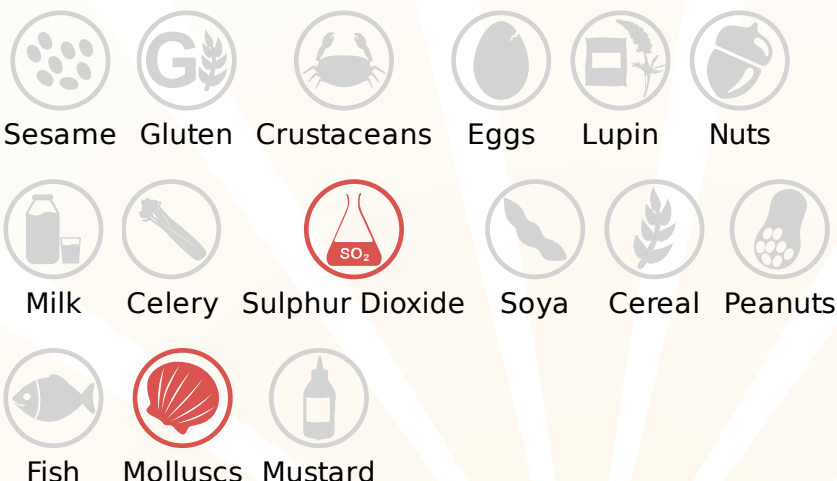 G
Sesame Gluten Crustaceans Eggs Lupin Nuts
SO₂
Milk Celery Sulphur Dioxide Soya Cereal Peanuts
Fish Molluscs Mustard